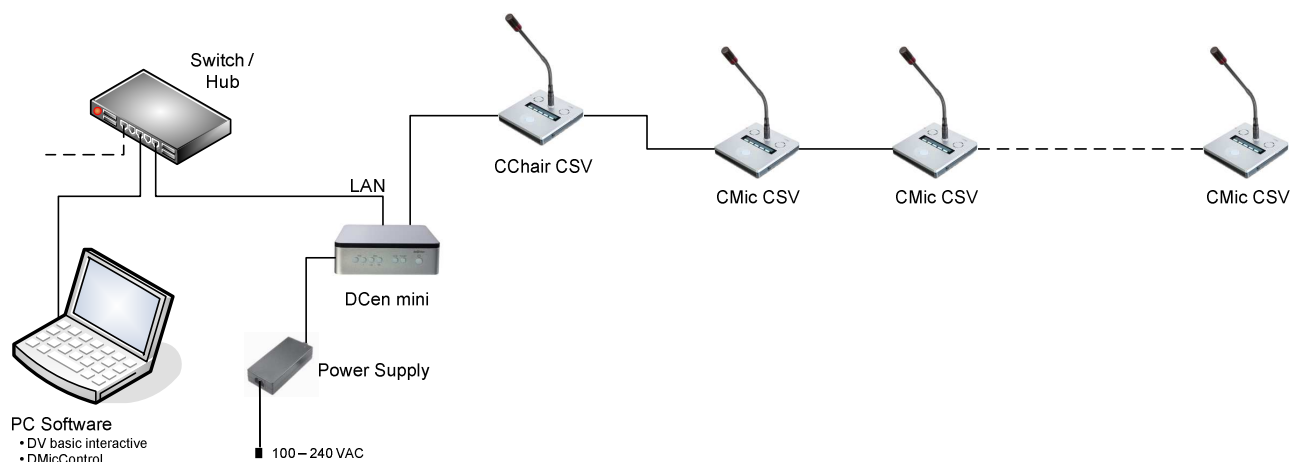 Switch /
Hub
CChair CSV
CMic CSV
CMic CSV
CMic CSV
LAN
DCen mini
Power Supply
PC Software
• DV basic interactive
• DMicControl
100 – 240 VAC